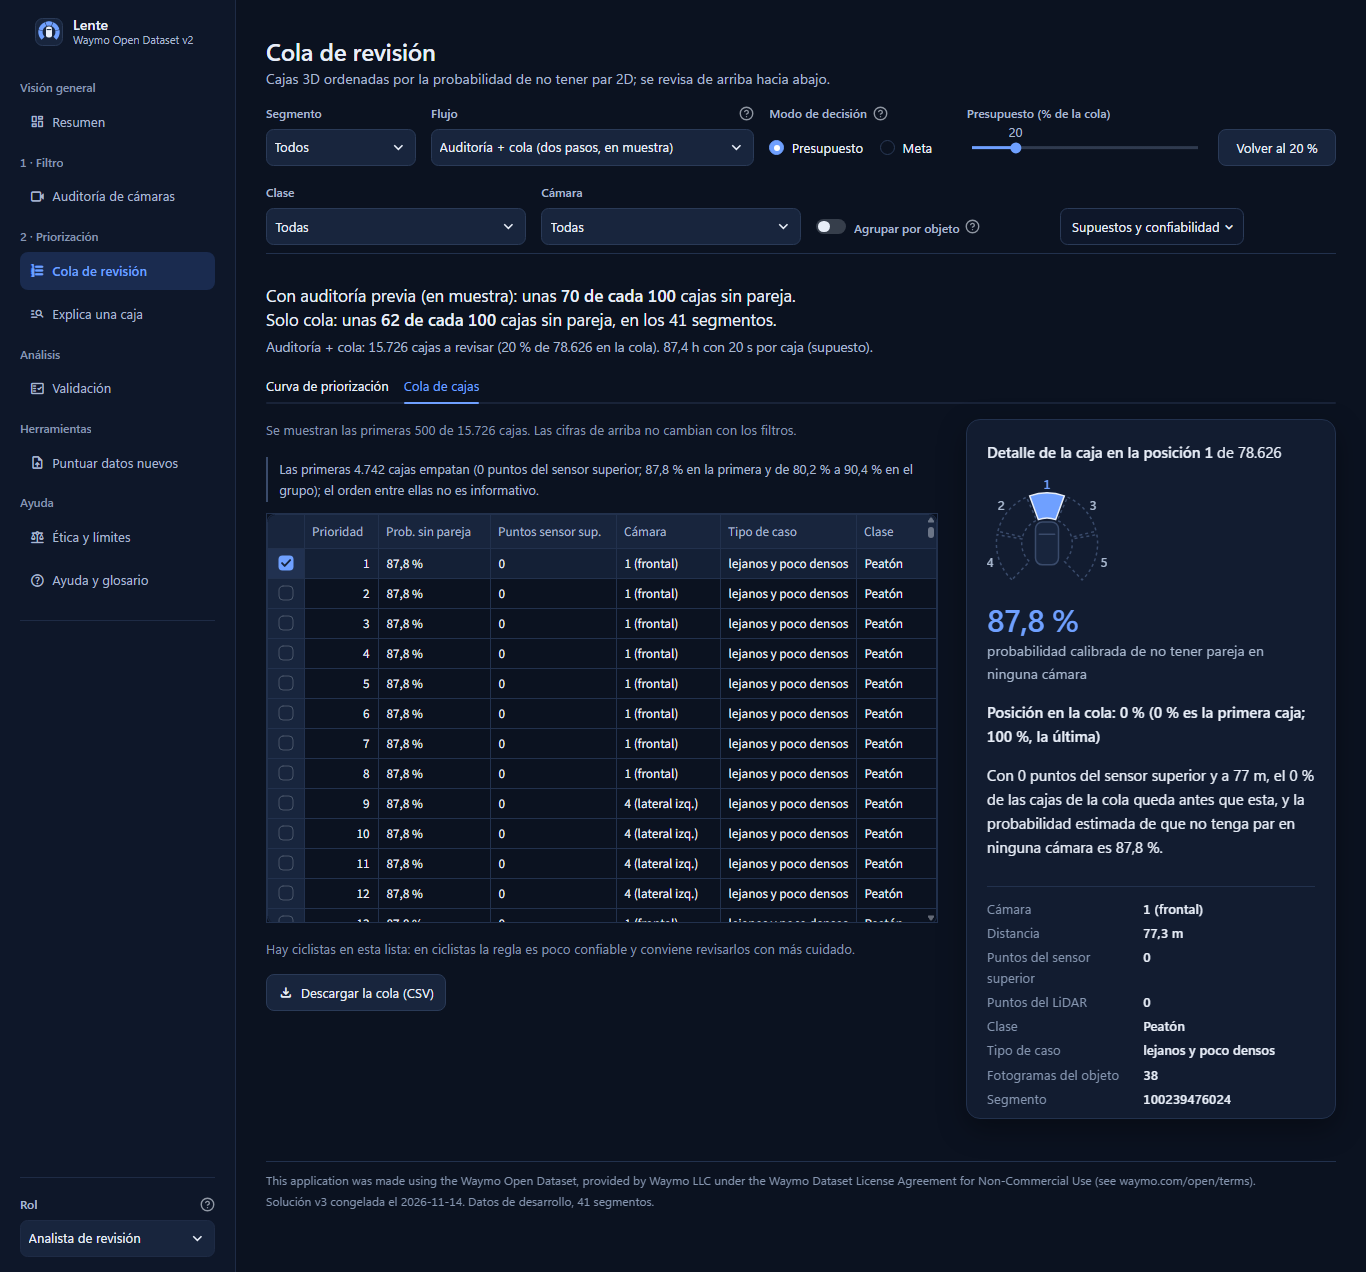 Lente
Waymo Open Dataset v2
Visión general
Resumen
1 · Filtro
Auditoría de cámaras
2 · Priorización
Cola de revisión
Explica una caja
Análisis
Validación
Herramientas
Puntuar datos nuevos
Ayuda
Ética y límites
Ayuda y glosario
Rol
Analista de revisión
Cola de revisión
Cajas 3D ordenadas por la probabilidad de no tener par 2D; se revisa de arriba hacia abajo.
Segmento
Todos
Flujo
Auditoría + cola (dos pasos, en muestra)
Modo de decisión
Presupuesto
Meta
Presupuesto (% de la cola)
20
Volver al 20 %
Clase
Todas
Cámara
Todas
Agrupar por objeto
Supuestos y confiabilidad
Con auditoría previa (en muestra): unas 70 de cada 100 cajas sin pareja.
Solo cola: unas 62 de cada 100 cajas sin pareja, en los 41 segmentos.
Auditoría + cola: 15.726 cajas a revisar (20 % de 78.626 en la cola). 87,4 h con 20 s por caja (supuesto).
Curva de priorización
Cola de cajas
Se muestran las primeras 500 de 15.726 cajas. Las cifras de arriba no cambian con los filtros.
Las primeras 4.742 cajas empatan (0 puntos del sensor superior; 87,8 % en la primera y de 80,2 % a 90,4 % en el
grupo); el orden entre ellas no es informativo.
Prioridad Prob. sin pareja Puntos sensor sup. Cámara Tipo de caso Clase
1 87,8 % 0 1 (frontal) lejanos y poco densos Peatón
2 87,8 % 0 1 (frontal) lejanos y poco densos Peatón
3 87,8 % 0 1 (frontal) lejanos y poco densos Peatón
4 87,8 % 0 1 (frontal) lejanos y poco densos Peatón
5 87,8 % 0 1 (frontal) lejanos y poco densos Peatón
6 87,8 % 0 1 (frontal) lejanos y poco densos Peatón
7 87,8 % 0 1 (frontal) lejanos y poco densos Peatón
8 87,8 % 0 1 (frontal) lejanos y poco densos Peatón
9 87,8 % 0 4 (lateral izq.) lejanos y poco densos Peatón
10 87,8 % 0 4 (lateral izq.) lejanos y poco densos Peatón
11 87,8 % 0 4 (lateral izq.) lejanos y poco densos Peatón
12 87,8 % 0 4 (lateral izq.) lejanos y poco densos Peatón
Hay ciclistas en esta lista: en ciclistas la regla es poco confiable y conviene revisarlos con más cuidado.
Descargar la cola (CSV)
Detalle de la caja en la posición 1 de 78.626
1
2
3
4
5
87,8 %
probabilidad calibrada de no tener pareja en
ninguna cámara
Posición en la cola: 0 % (0 % es la primera caja;
100 %, la última)
Con 0 puntos del sensor superior y a 77 m, el 0 %
de las cajas de la cola queda antes que esta, y la
probabilidad estimada de que no tenga par en
ninguna cámara es 87,8 %.
Cámara 1 (frontal)
Distancia 77,3 m
Puntos del sensor superior 0
Puntos del LiDAR 0
Clase Peatón
Tipo de caso lejanos y poco densos
Fotogramas del objeto 38
Segmento 100239476024
This application was made using the Waymo Open Dataset, provided by Waymo LLC under the Waymo Dataset License Agreement for Non-Commercial Use (see waymo.com/open/terms).
Solución v3 congelada el 2026-11-14. Datos de desarrollo, 41 segmentos.